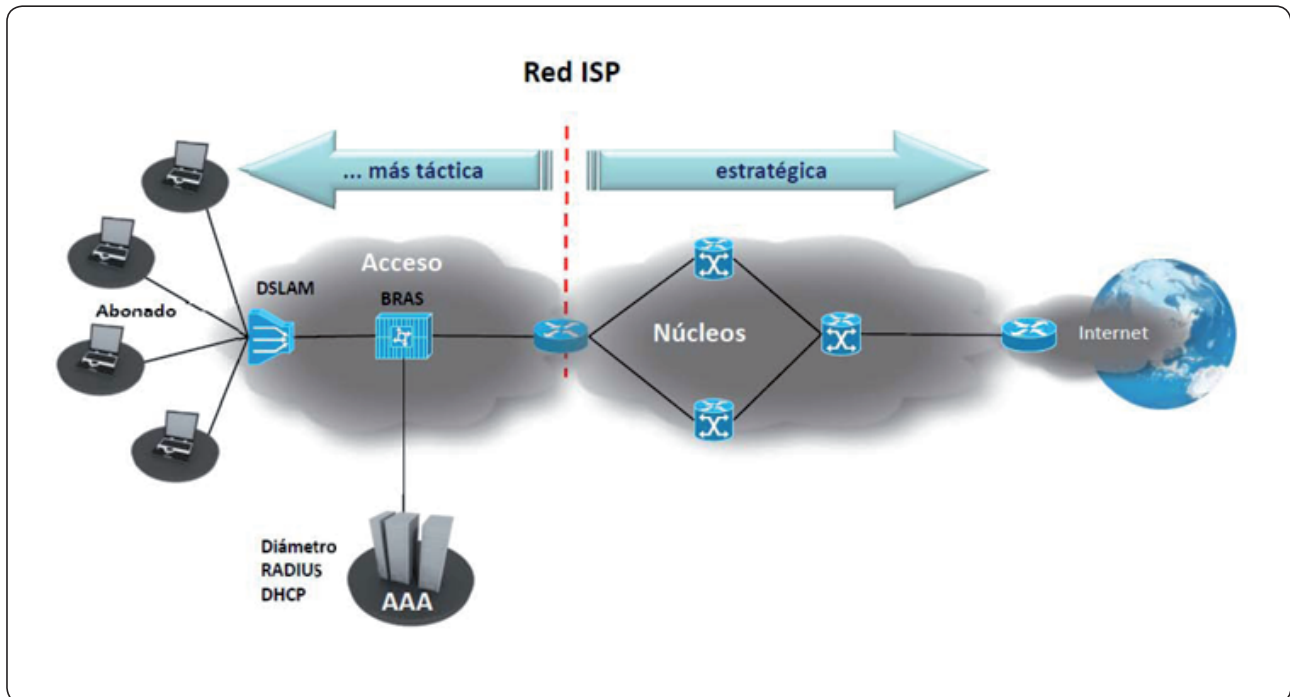 Red ISP
... más táctica
estratégica
Acceso
DSLAM
BRAS
Abonado
Núcleos
Internet
Diámetro
RADIUS
DHCP
AAA